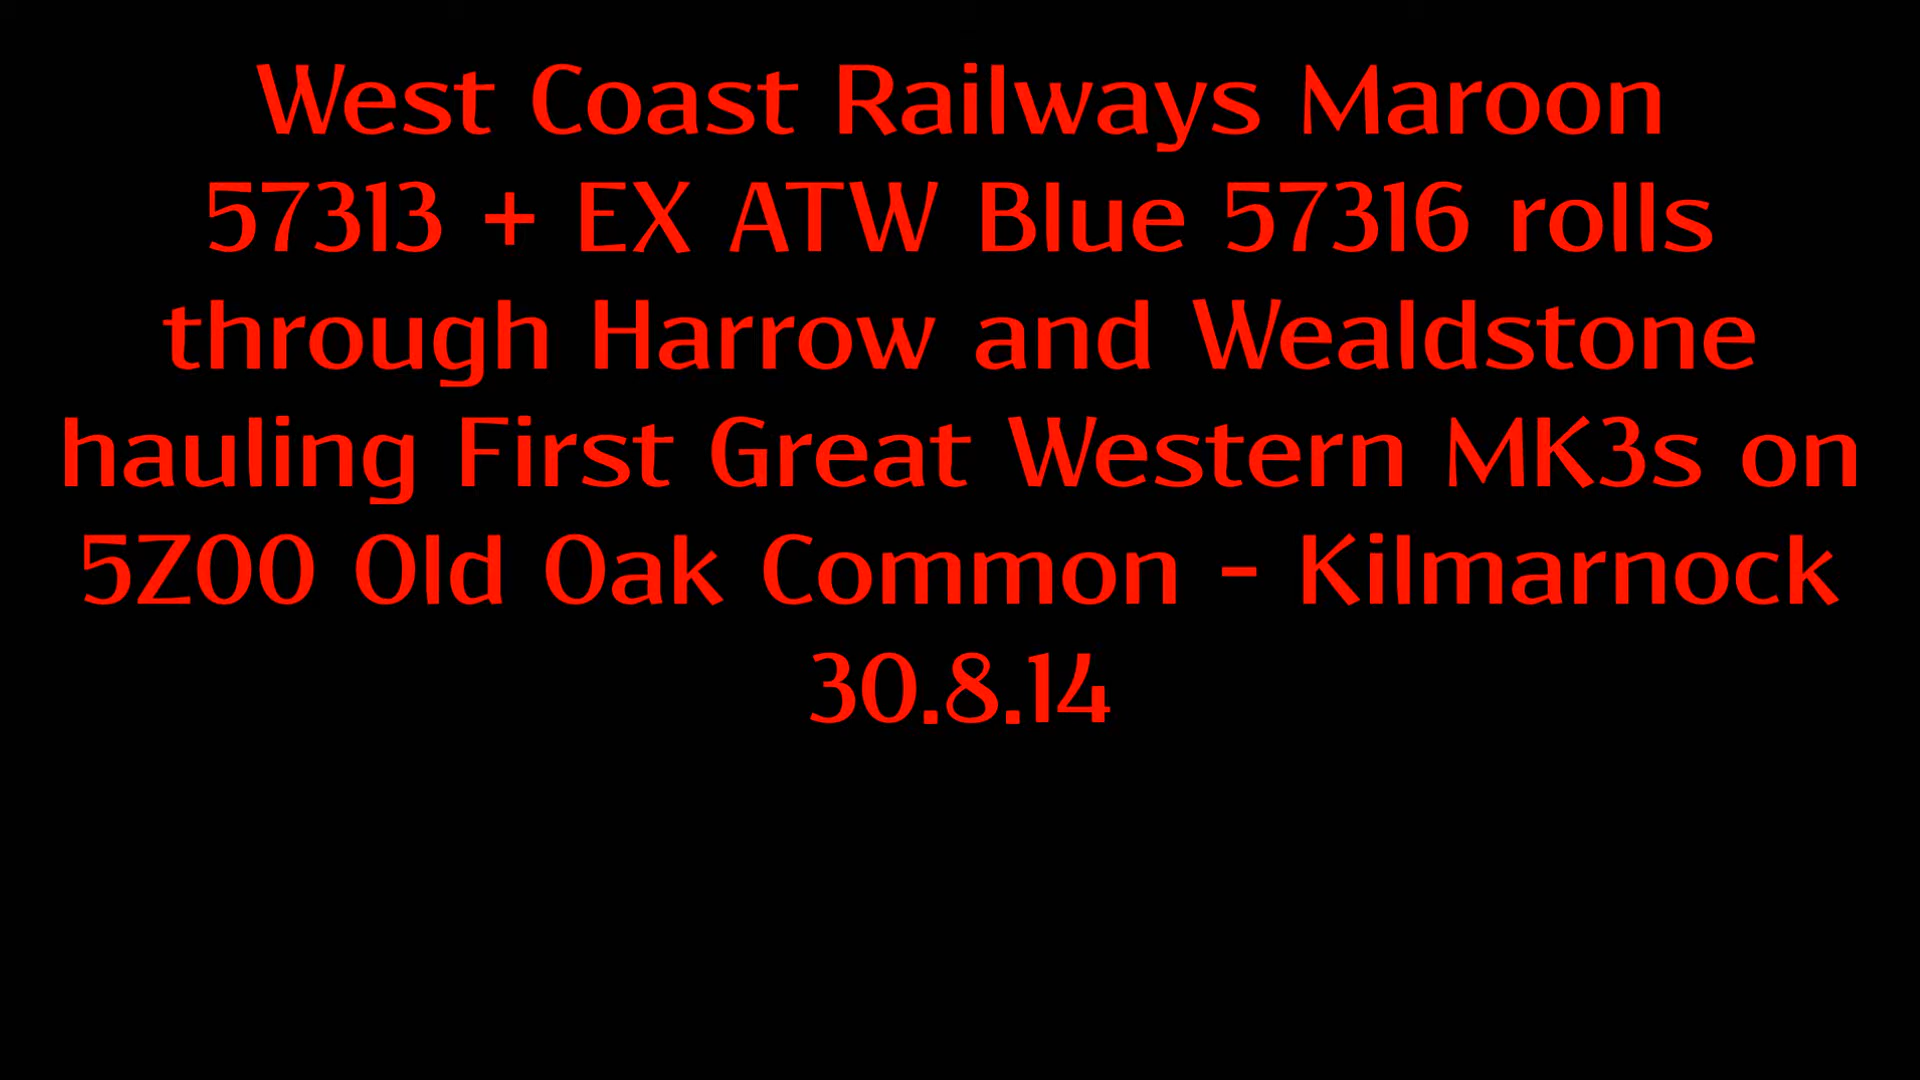 West Coast Railways Maroon
57313 + EX ATW Blue 57316 rolls
through Harrow and Wealdstone
hauling First Great Western MK3s on
5Z00 Old Oak Common - Kilmarnock
30.8.14